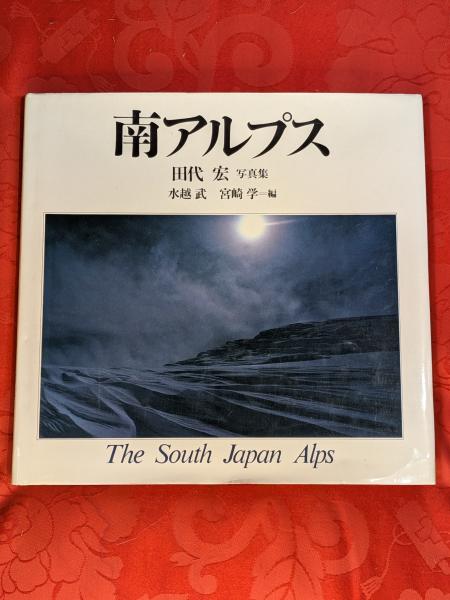 南アルプス
田代 宏 写真集
水越 武 宮崎 学＝編
The South Japan Alps